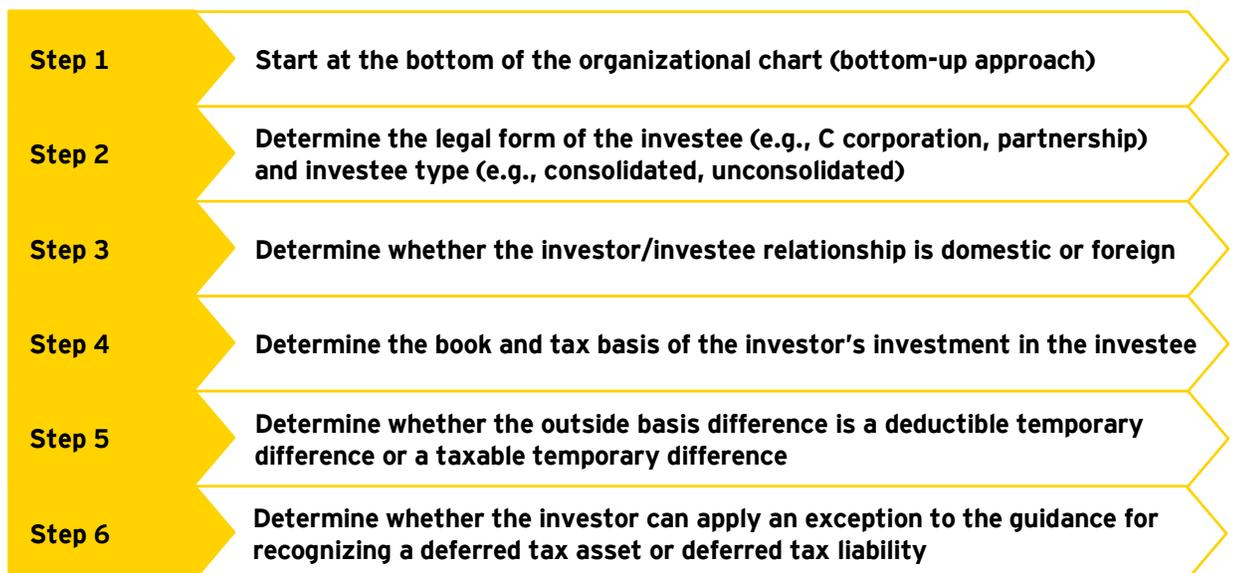 Step 1
Start at the bottom of the organizational chart (bottom-up approach)
Step 2
Determine the legal form of the investee (e.g., C corporation, partnership)
and investee type (e.g., consolidated, unconsolidated)
Step 3
Determine whether the investor/investee relationship is domestic or foreign
Step 4
Determine the book and tax basis of the investor's investment in the investee
Step 5
Determine whether the outside basis difference is a deductible temporary
difference or a taxable temporary difference
Step 6
Determine whether the investor can apply an exception to the guidance for
recognizing a deferred tax asset or deferred tax liability